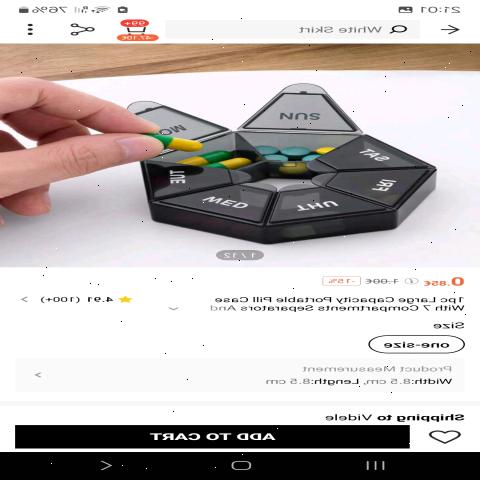 21:01 76%
White Skirt 99+
47.10€
SUN
MO
TUE
WED
THU
FRI
SAT
1/12
0.85€ 1.00€ -15%
1pc Large Capacity Portable Pill Case
With 7 Compartments Separators And
4.91 (100+)
Size
one-size
Product Measurement
Width:8.5 cm, Length:8.5 cm
Shipping to Videle
ADD TO CART